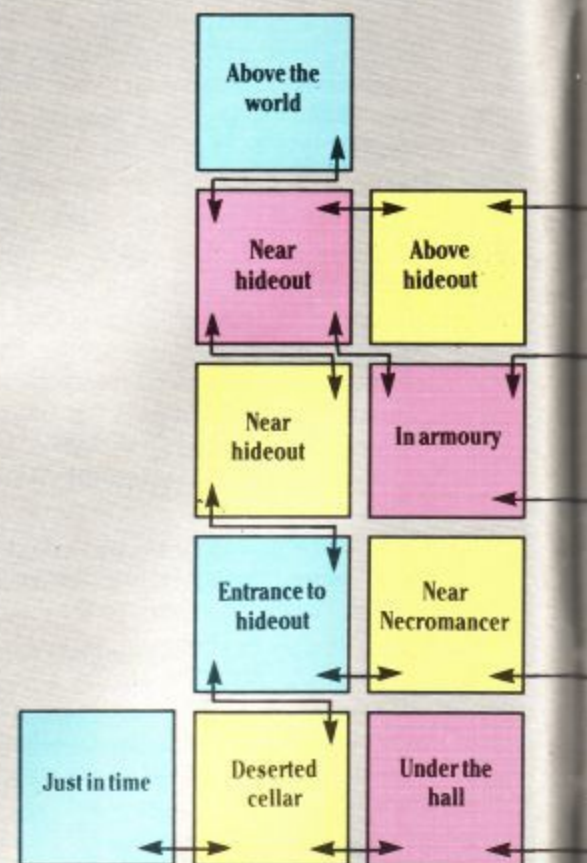 Above the
world
Near
hideout
Above
hideout
Near
hideout
In armoury
Entrance to
hideout
Near
Necromancer
Just in time
Deserted
cellar
Under the
hall